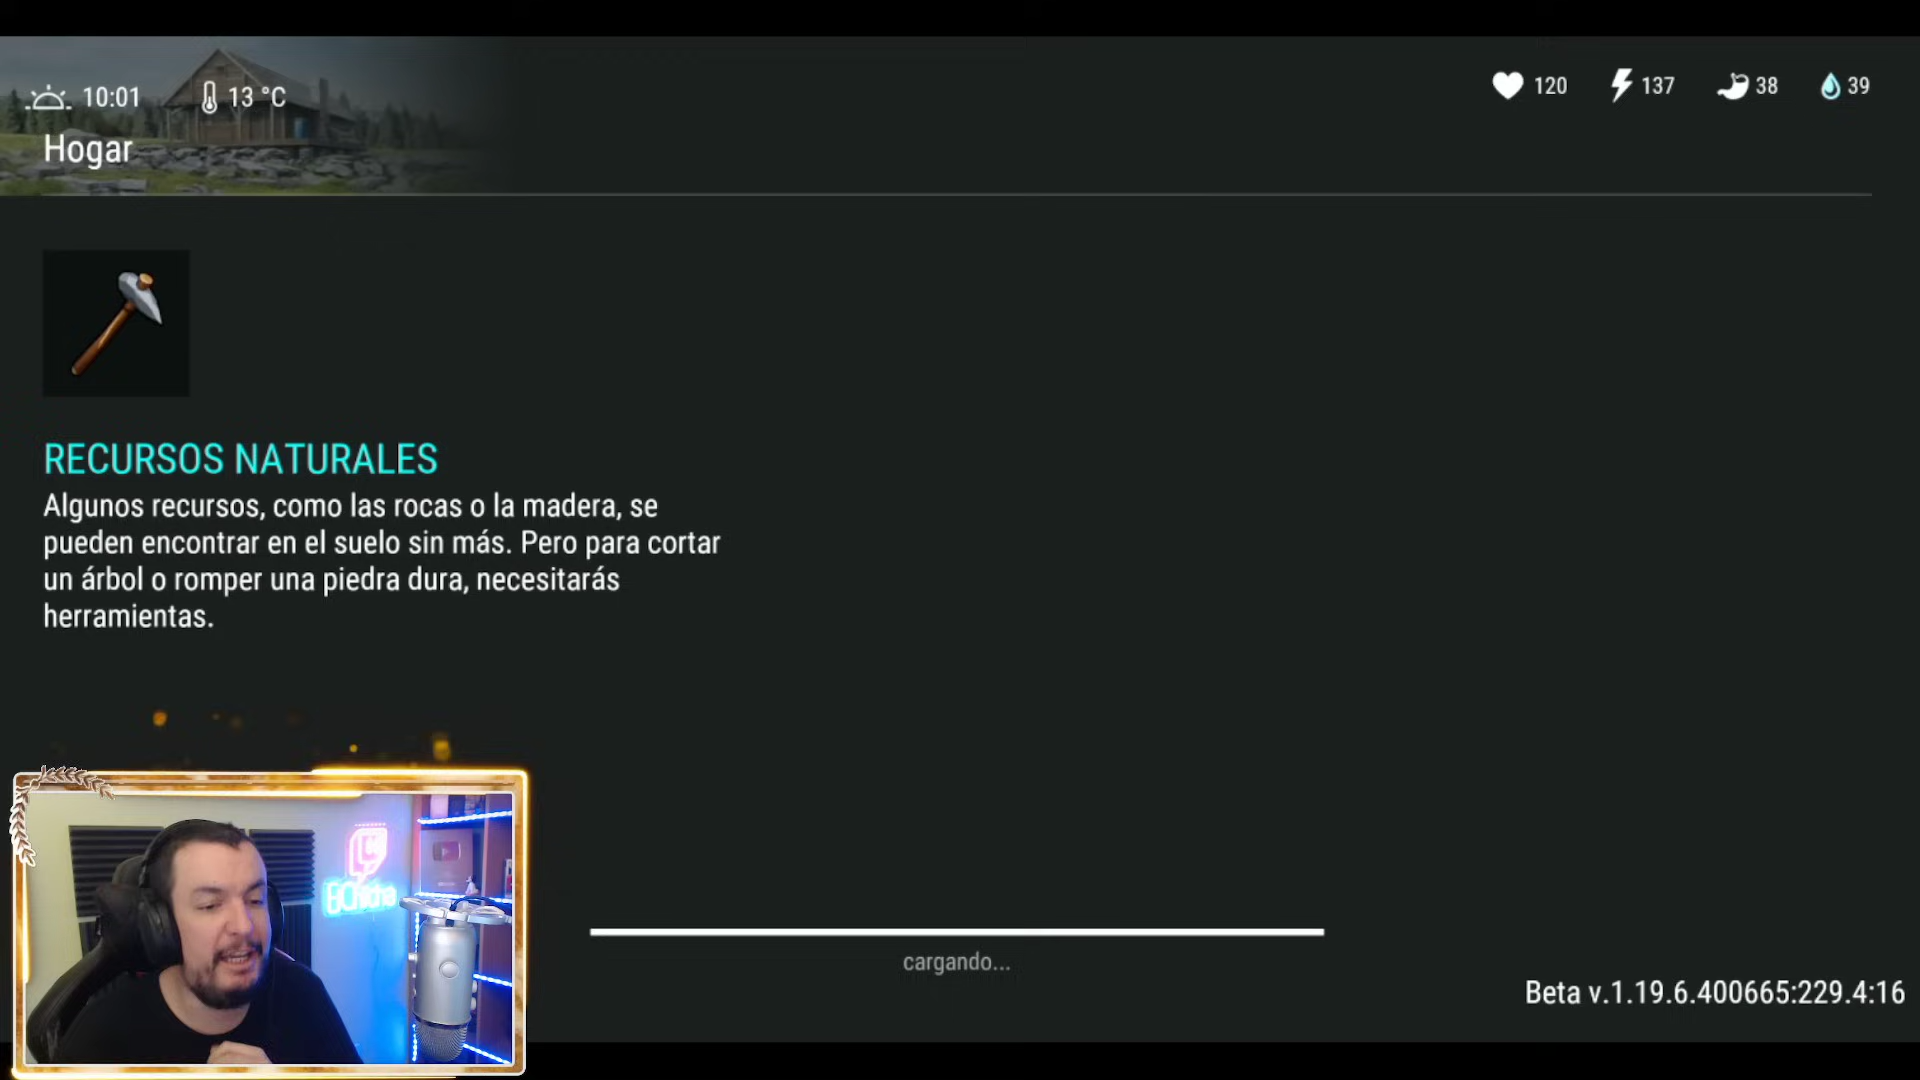 10:01
13 °C
120
137
38
39
Hogar
RECURSOS NATURALES
Algunos recursos, como las rocas o la madera, se
pueden encontrar en el suelo sin más. Pero para cortar
un árbol o romper una piedra dura, necesitarás
herramientas.
cargando...
Beta v.1.19.6.400665:229.4:16